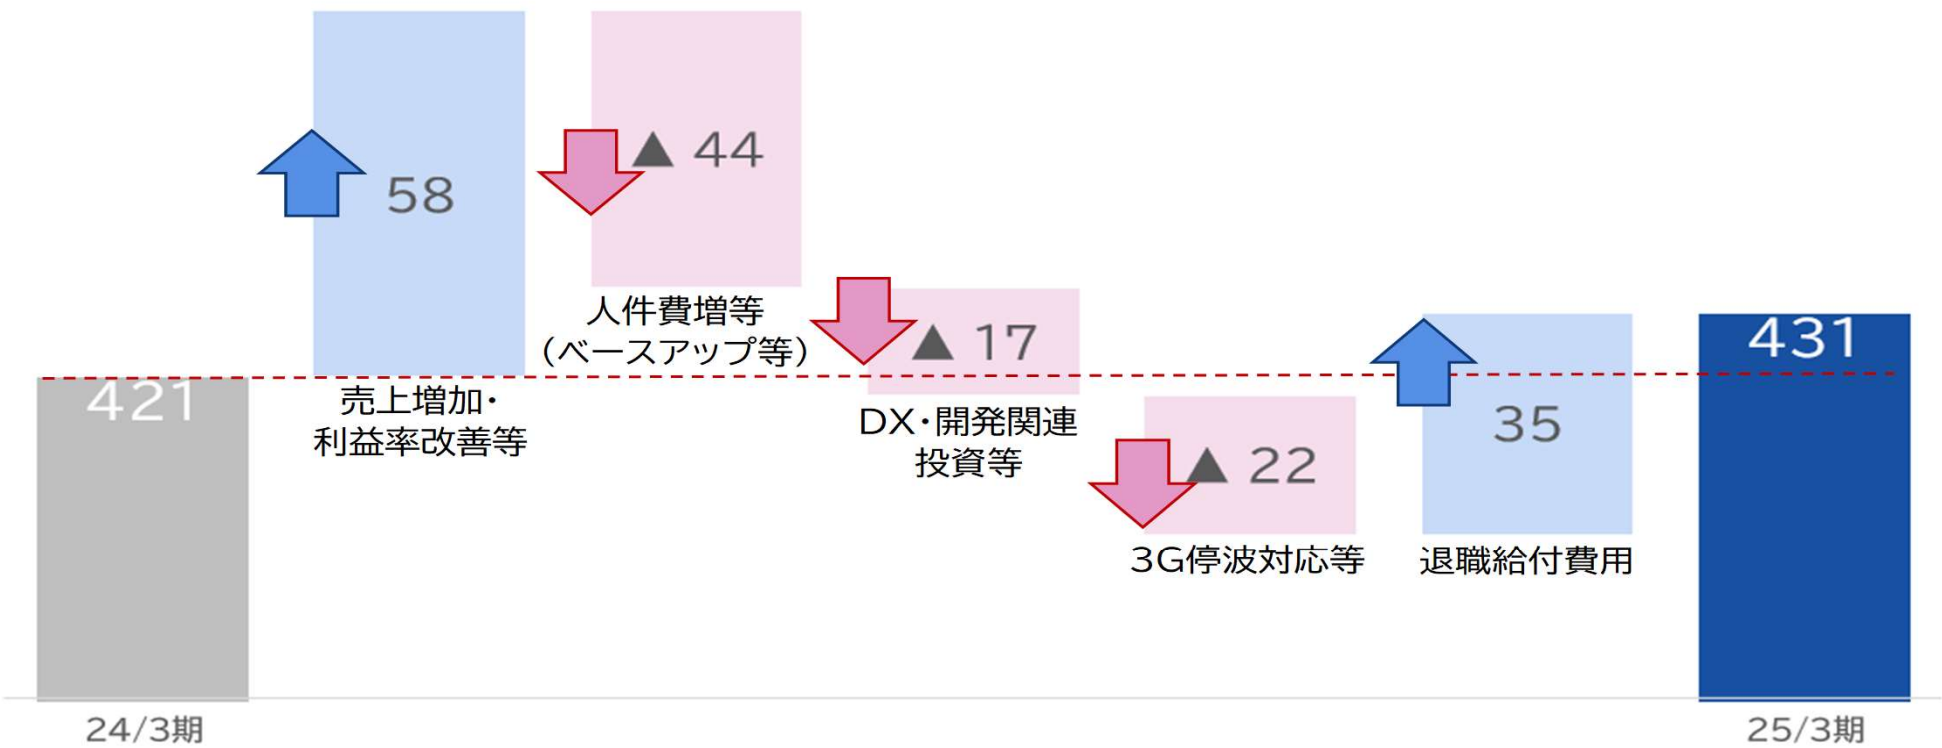 58
▲ 44
人件費増等
（ベースアップ等）
▲ 17
431
421
売上増加・
利益率改善等
DX・開発関連
投資等
35
▲ 22
3G停波対応等
退職給付費用
24/3期
25/3期